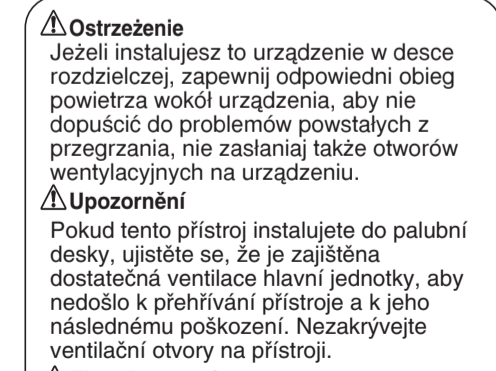 ⚠Ostrzeżenie
Jeżeli instalujesz to urządzenie w desce
rozdzielczej, zapewnij odpowiedni obieg
powietrza wokół urządzenia, aby nie
dopuścić do problemów powstałych z
przegrzania, nie zasłaniaj także otworów
wentylacyjnych na urządzeniu.
⚠Upozornění
Pokud tento přístroj instalujete do palubní
desky, ujistěte se, že je zajištěna
dostatečná ventilace hlavní jednotky, aby
nedošlo k přehřívání přístroje a k jeho
následnému poškození. Nezakrývejte
ventilační otvory na přístroji.